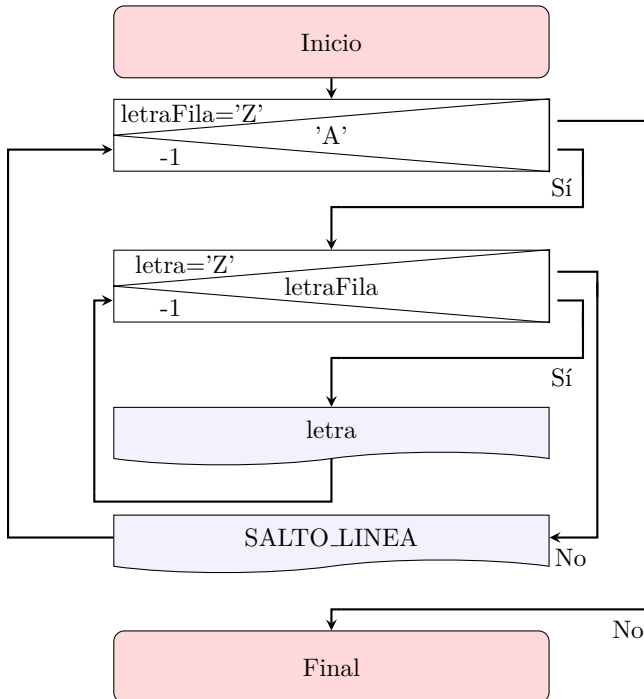 Inicio
letraFila='Z'
'A'
-1
Sí
letra='Z'
letraFila
-1
Sí
letra
SALTO_LINEA
No
No
Final